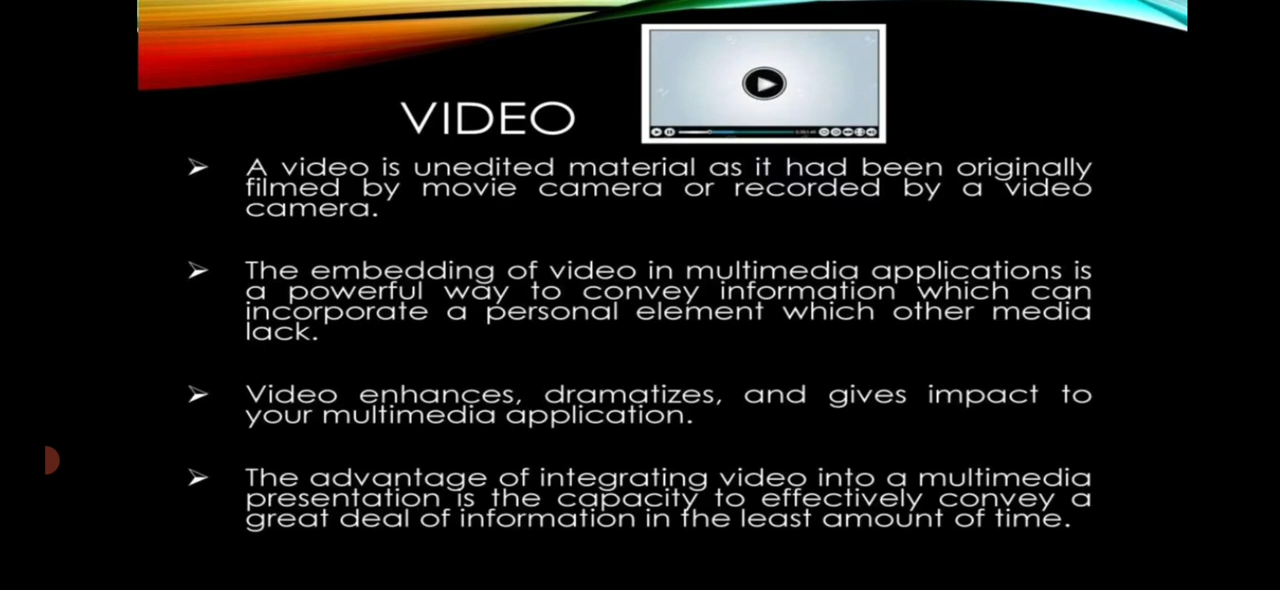 VIDEO
➢ A video is unedited material as it had been originally
filmed by movie camera or recorded by a video
camera.
➢ The embedding of video in multimedia applications is
a powerful way to convey information which can
incorporate a personal element which other media
lack.
➢ Video enhances, dramatizes, and gives impact to
your multimedia application.
➢ The advantage of integrating video into a multimedia
presentation is the capacity to effectively convey a
great deal of information in the least amount of time.